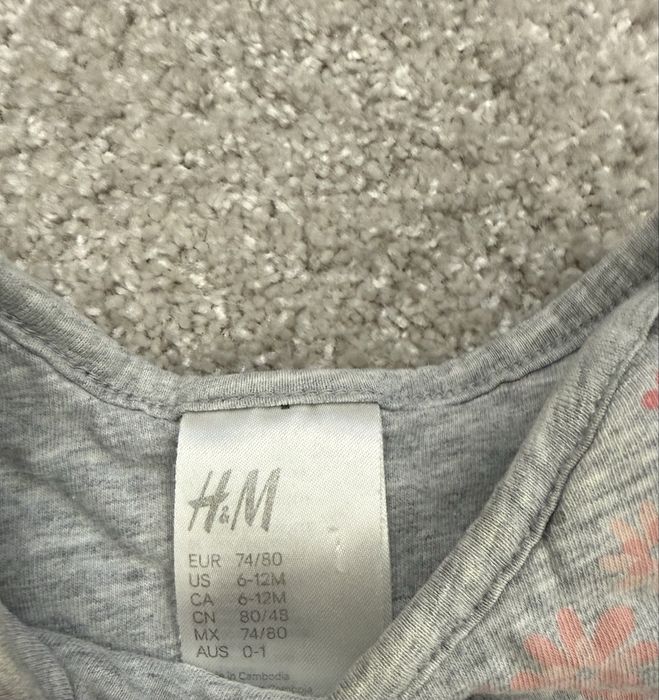 H&M
EUR 74/80
US 6-12M
CA 6-12M
CN 80/48
MX 74/80
AUS 0-1
in Cambodia